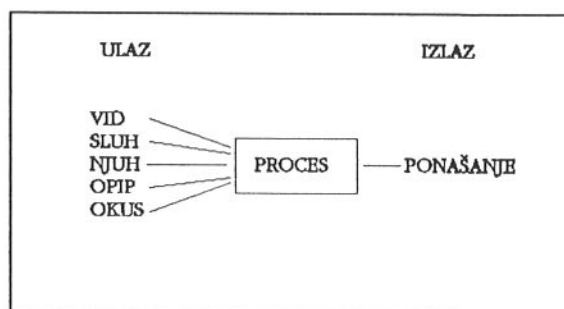 ULAZ IZLAZ
VID
SLUH
NJUH PROCES PONAŠANJE
OPIP
OKUS